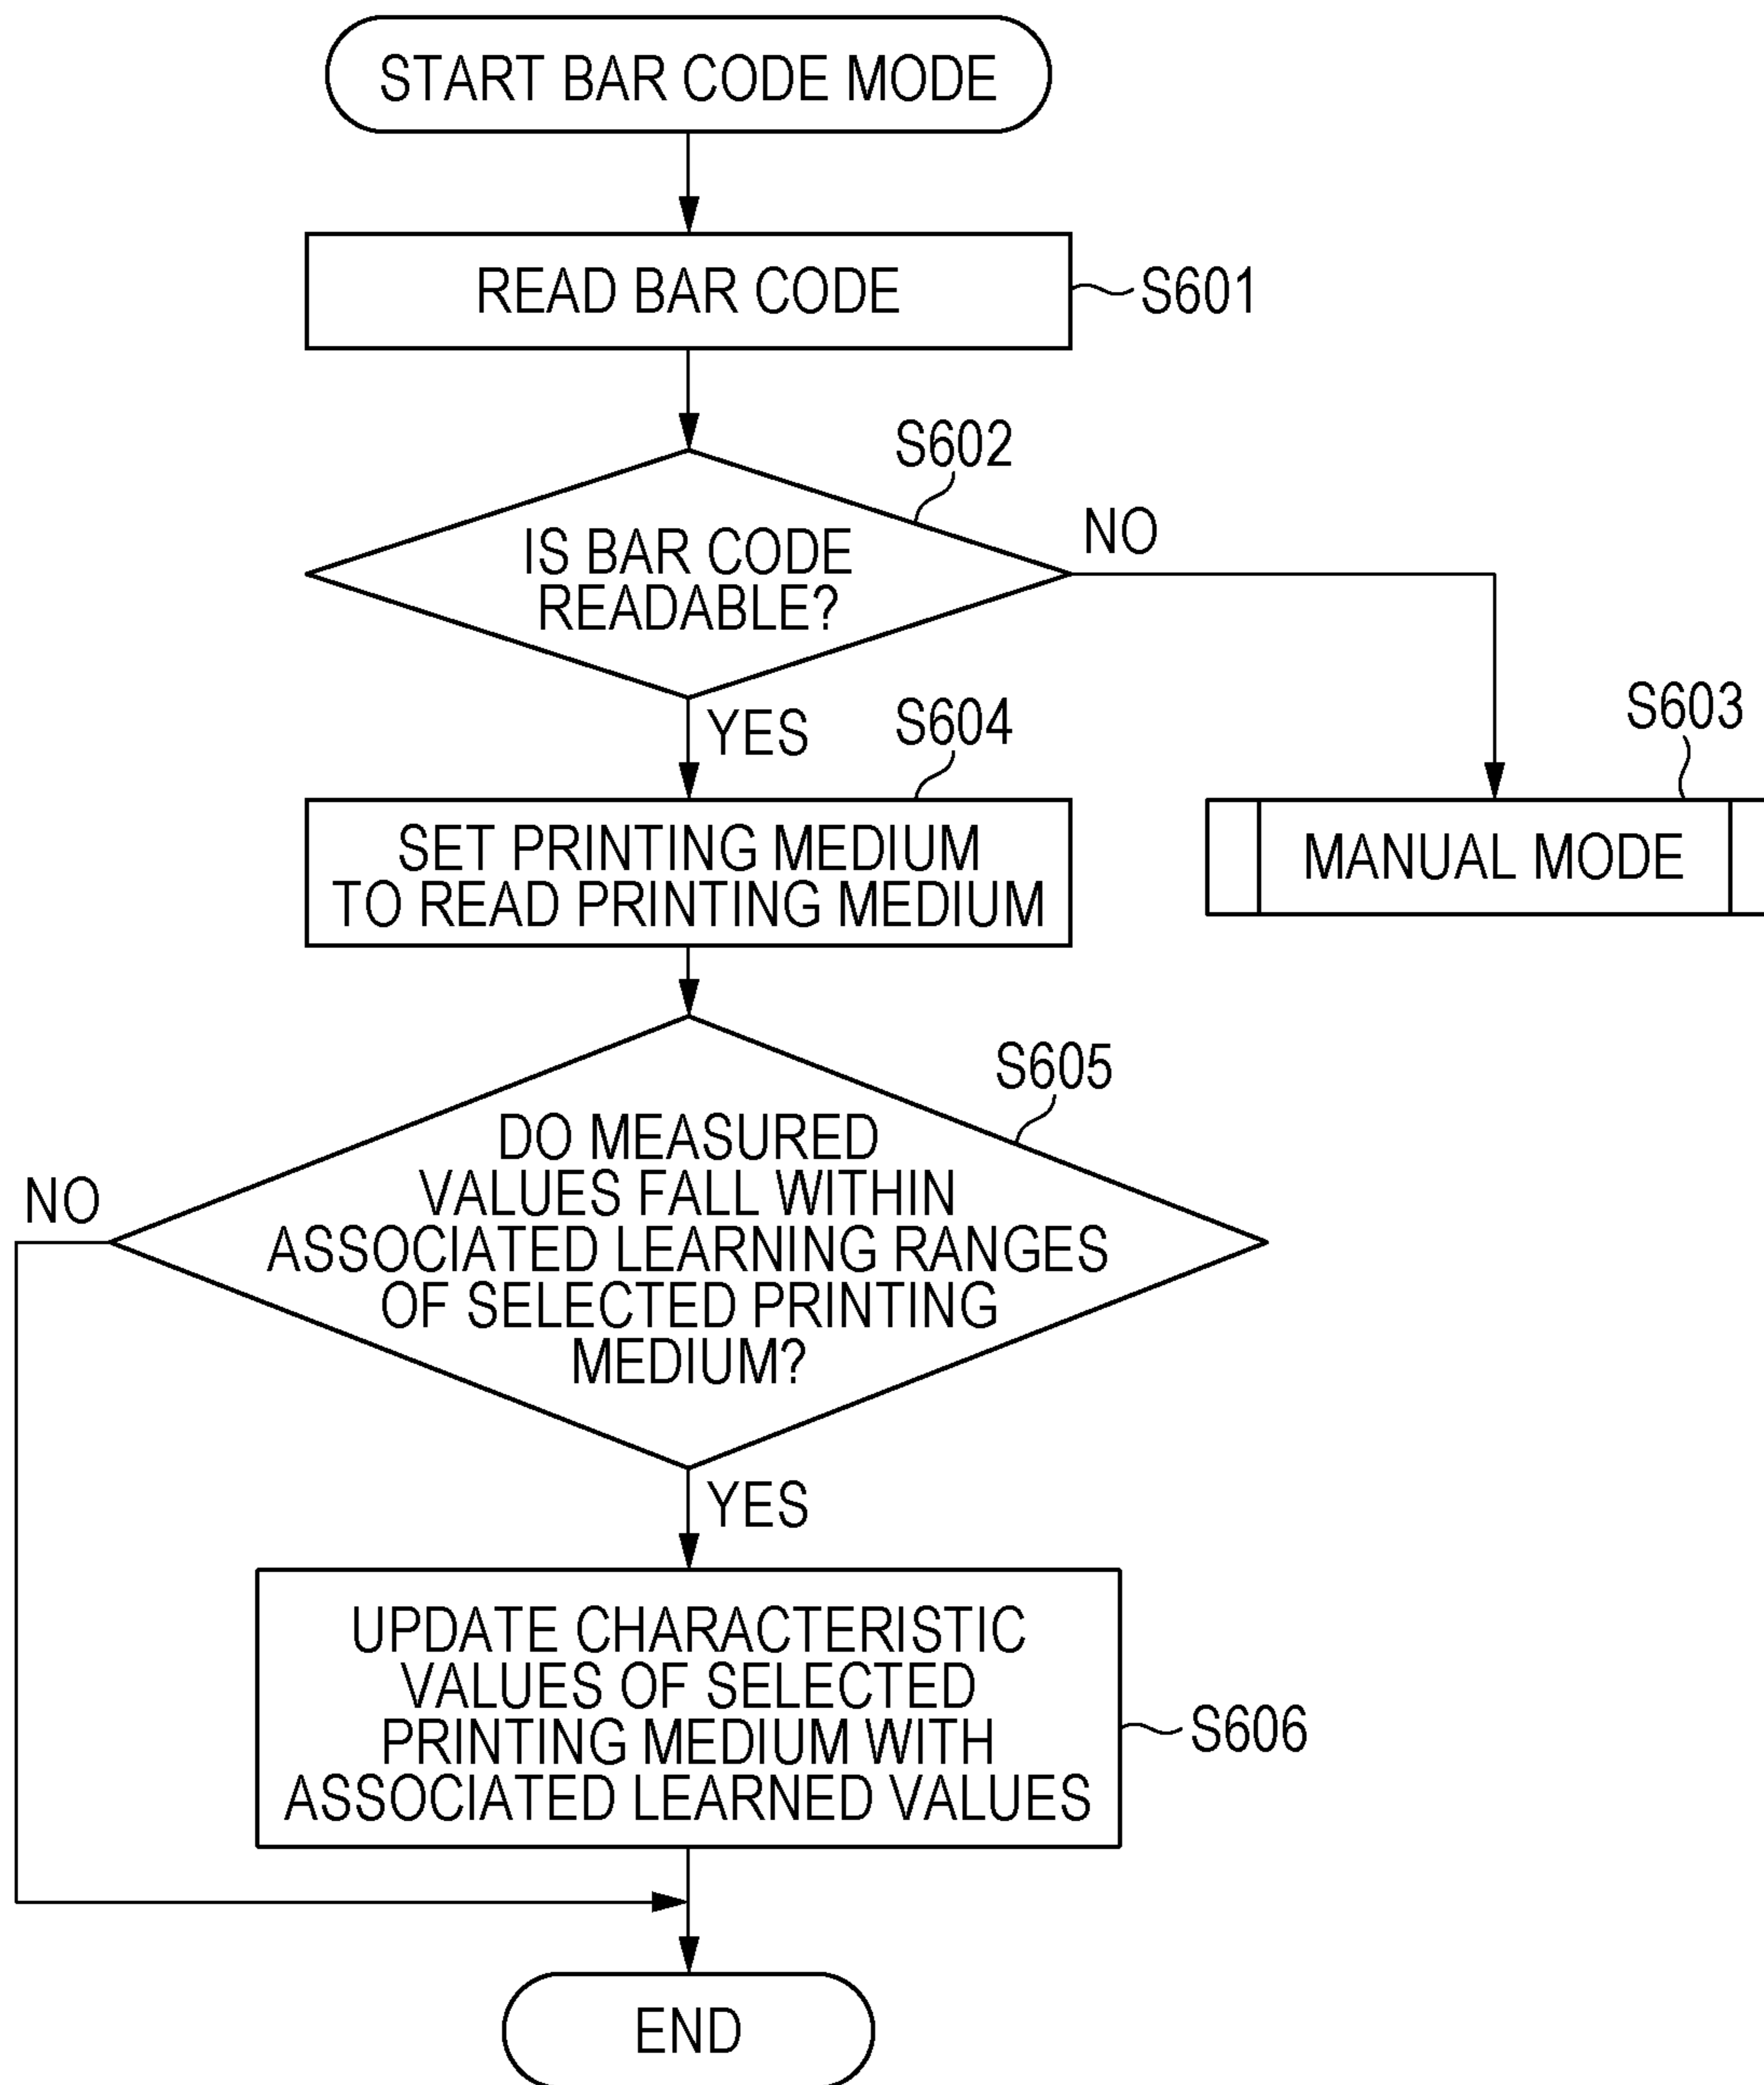 START BAR CODE MODE
READ BAR CODE
S601
S602
IS BAR CODE
READABLE?
NO
YES
S604
S603
SET PRINTING MEDIUM
TO READ PRINTING MEDIUM
MANUAL MODE
S605
DO MEASURED
VALUES FALL WITHIN
ASSOCIATED LEARNING RANGES
OF SELECTED PRINTING
MEDIUM?
NO
YES
UPDATE CHARACTERISTIC
VALUES OF SELECTED
PRINTING MEDIUM WITH
ASSOCIATED LEARNED VALUES
S606
END